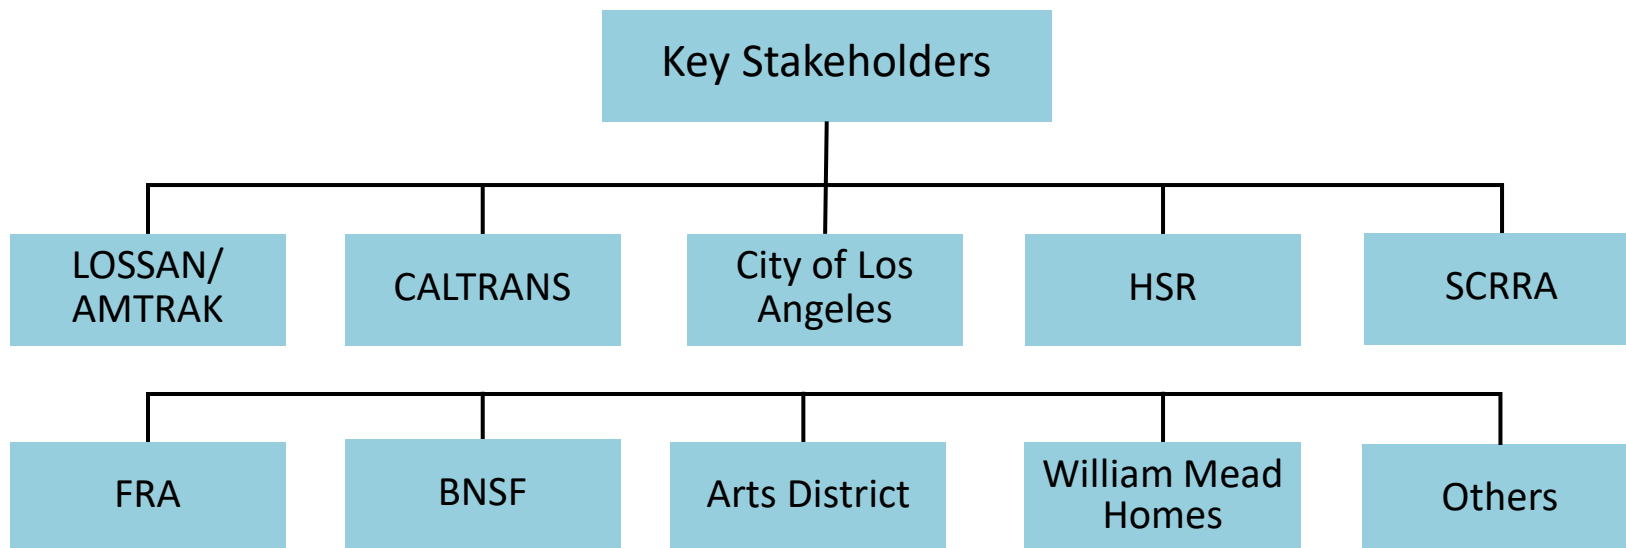 Key Stakeholders
LOSSAN/
AMTRAK
CALTRANS
City of Los
Angeles
HSR
SCRRA
FRA
BNSF
Arts District
William Mead
Homes
Others